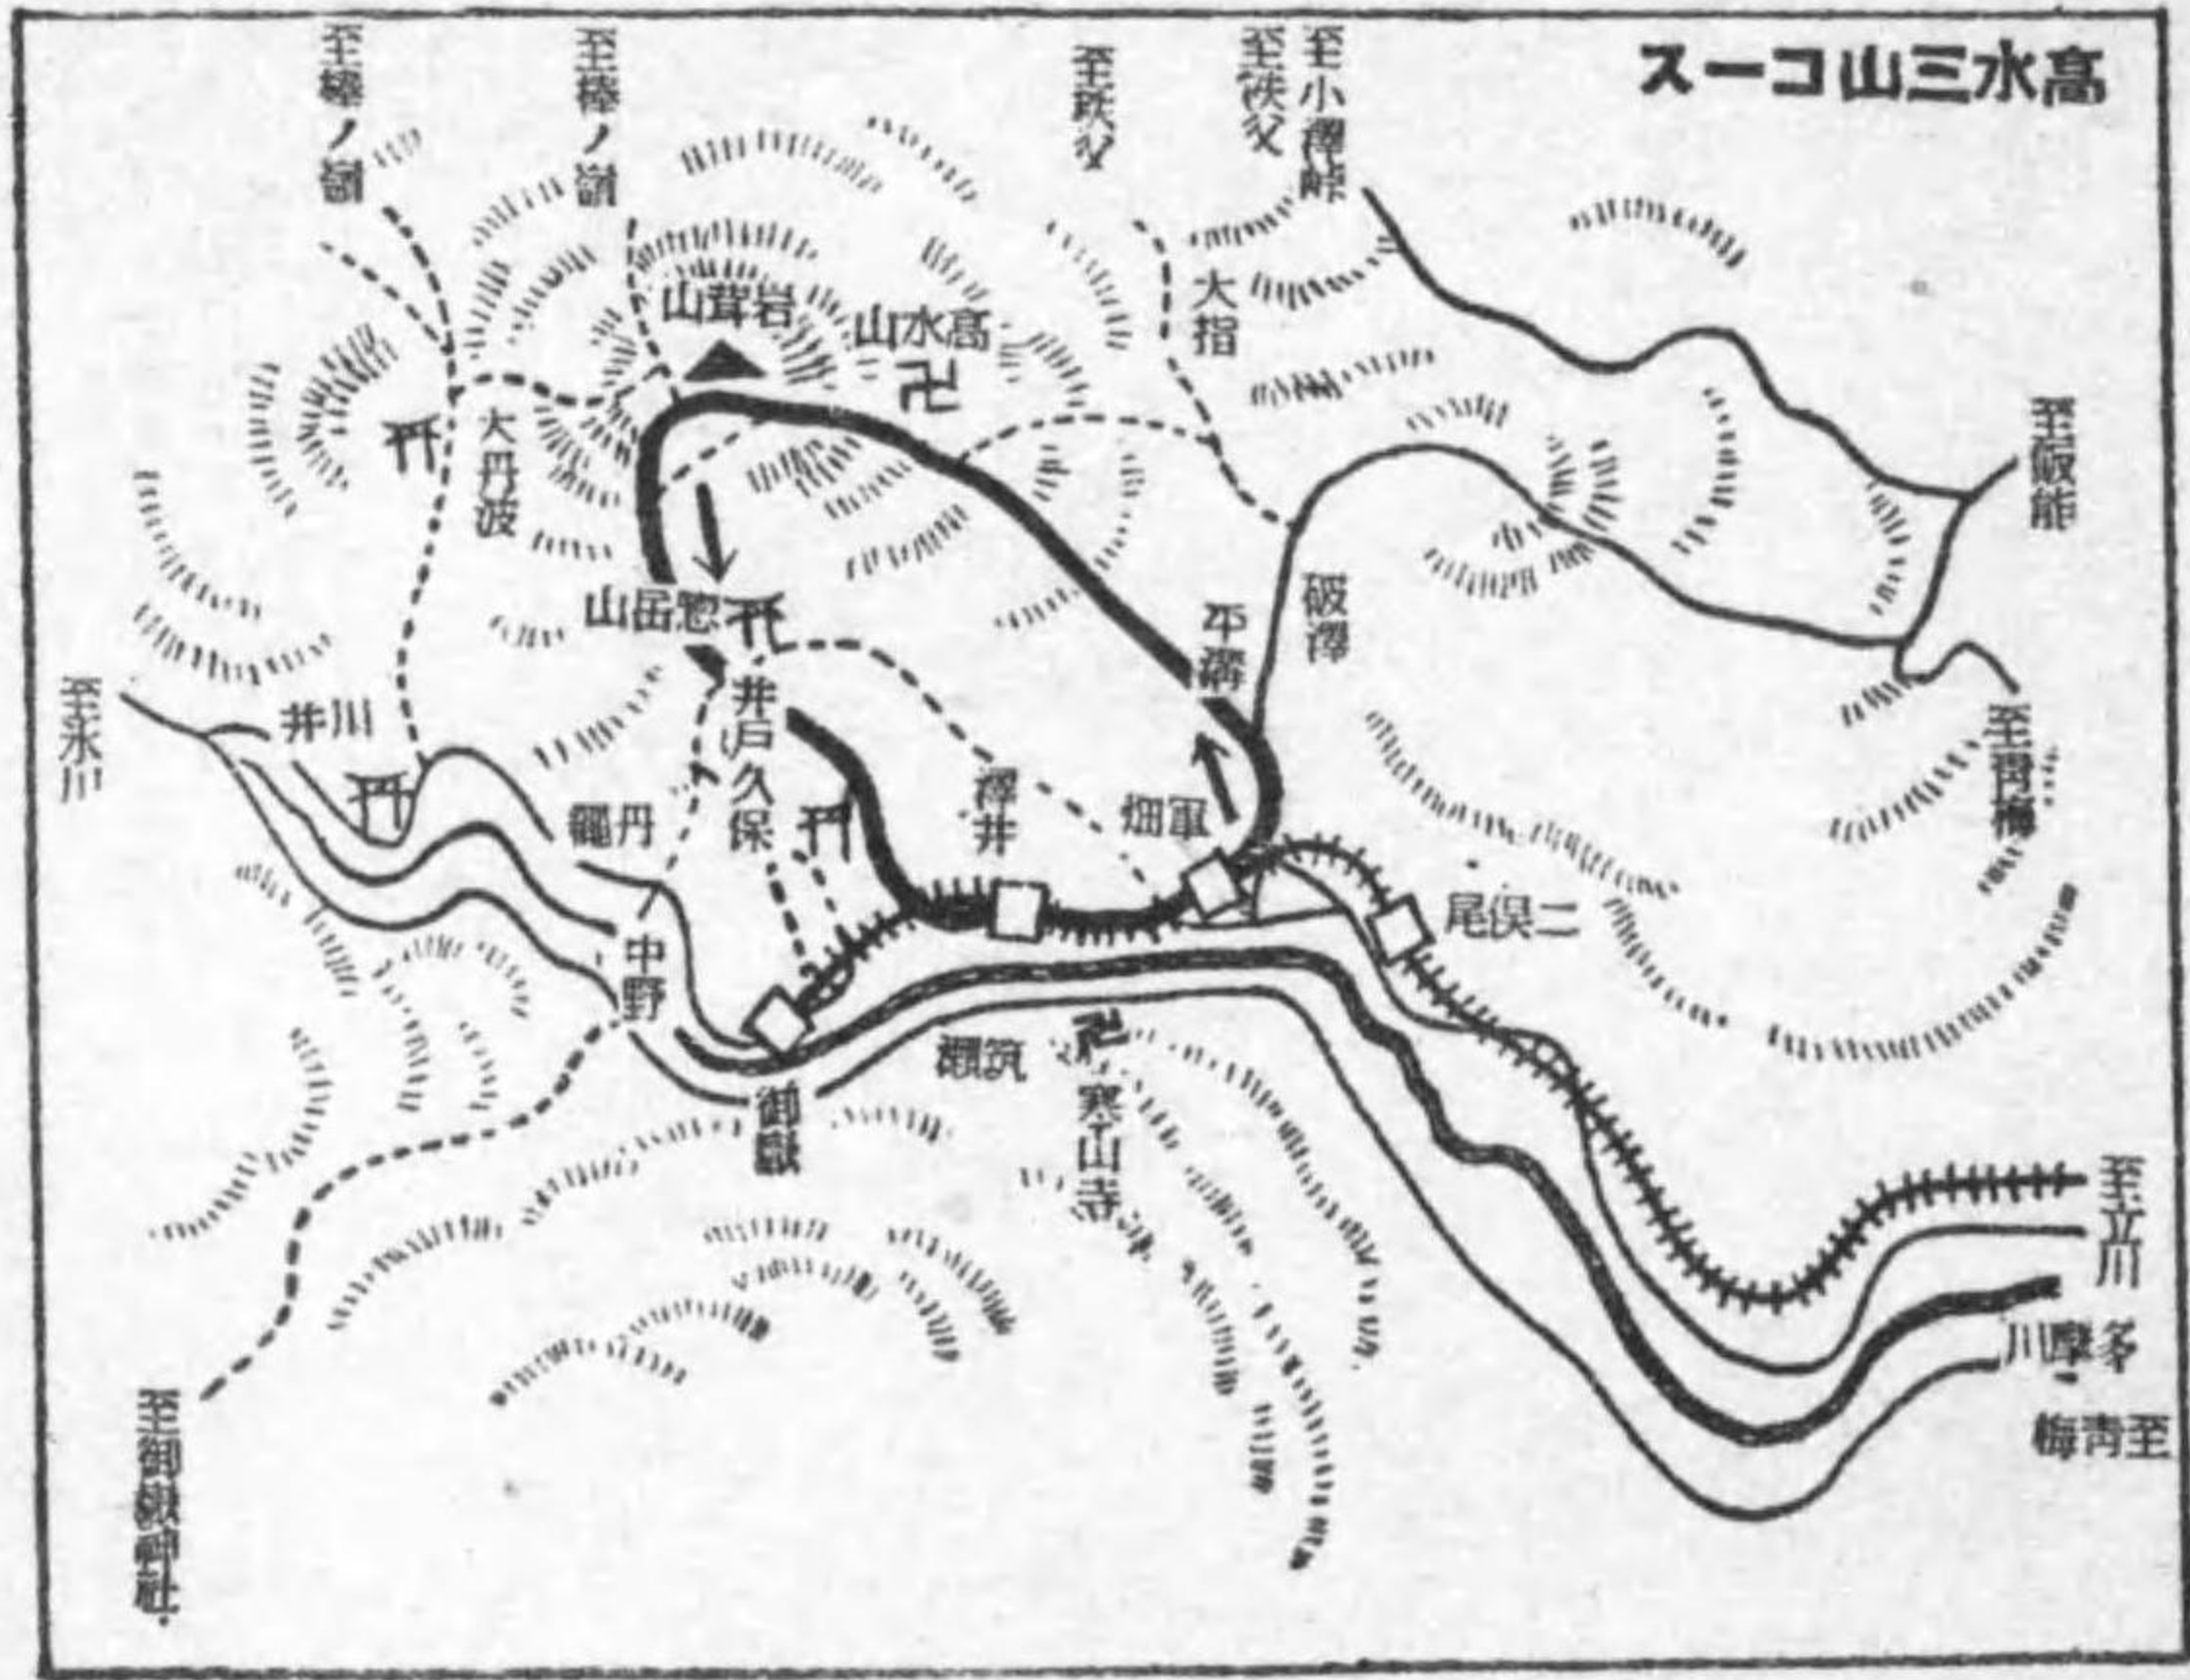 高水三山コース
至小澤峠
至秩父
至秩父
至棒ノ嶺
至棒ノ嶺
大指
高水山
岩茸山
至飯能
大丹波
破澤
平溝
惣岳山
至青梅
井戸久保
川井
至氷川
澤井
軍畑
丹繩
二俣尾
中野
筑瀬
寒山寺
御嶽
至立川
多摩川
至青梅
至御嶽神社